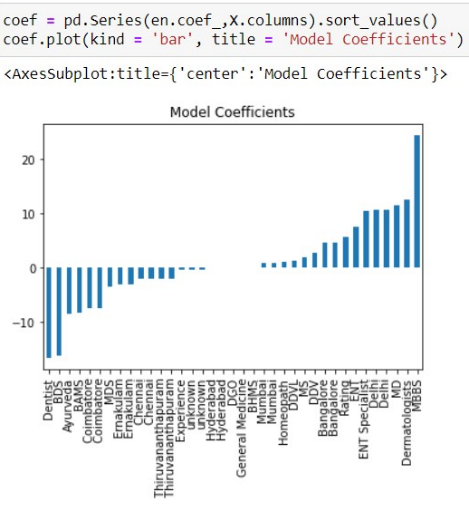 coef = pd.Series(en.coef_,X.columns).sort_values()
coef.plot(kind = 'bar', title = 'Model Coefficients')
<AxesSubplot:title={'center':'Model Coefficients'}>
Model Coefficients
20
10
0
−10
Dentist
BDS
Ayurveda
BAMS
Coimbatore
Coimbatore
MDS
Ernakulam
Ernakulam
Chennai
Chennai
Thiruvananthapuram
Thiruvananthapuram
Experience
unknown
unknown
Hyderabad
Hyderabad
DGO
General Medicine
BHMS
Mumbai
Mumbai
Homeopath
DDVL
MS
DDV
Bangalore
Bangalore
Rating
ENT
ENT Specialist
Delhi
Delhi
MD
Dermatologists
MBBS